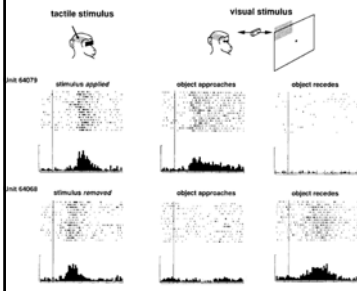 tactile stimulus
visual stimulus
Unit 64079
stimulus applied
object approaches
object recedes
Unit 64068
stimulus removed
object approaches
object recedes